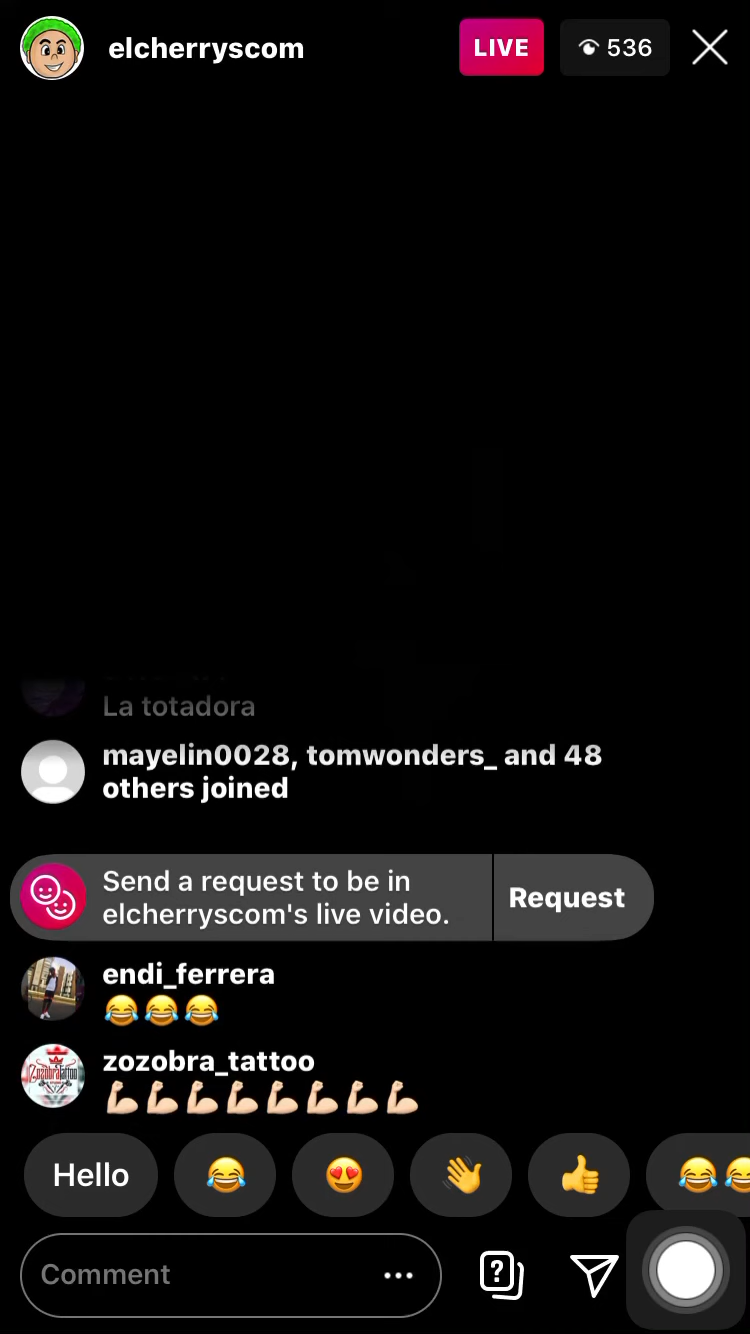 elcherryscom
LIVE
536
La totadora
mayelin0028, tomwonders_ and 48
others joined
Send a request to be in
elcherryscom's live video.
Request
endi_ferrera
😂😂😂
zozobra_tattoo
💪🏻💪🏻💪🏻💪🏻💪🏻💪🏻💪🏻💪🏻
Hello
Comment